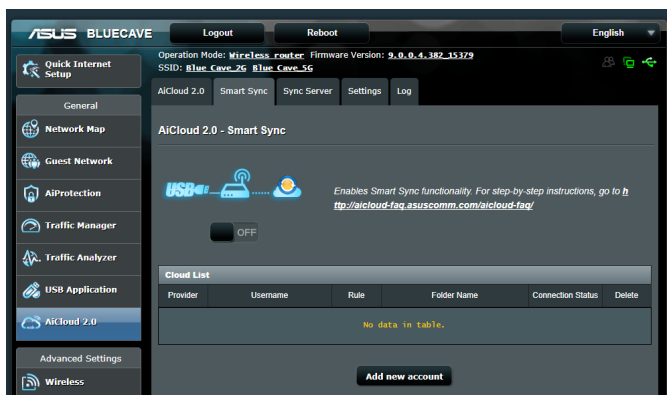 ASUS BLUECAVE Logout Reboot English
Quick Internet Setup
Operation Mode: Wireless router Firmware Version: 9.0.0.4.382_15379
SSID: Blue Cave_2G Blue Cave_5G
AiCloud 2.0 Smart Sync Sync Server Settings Log
General
Network Map
Guest Network
AiProtection
Traffic Manager
Traffic Analyzer
USB Application
AiCloud 2.0
Advanced Settings
Wireless
AiCloud 2.0 - Smart Sync
USB
Enables Smart Sync functionality. For step-by-step instructions, go to h
ttp://aicloud-faq.asuscomm.com/aicloud-faq/
OFF
Cloud List
Provider Username Rule Folder Name Connection Status Delete
No data in table.
Add new account